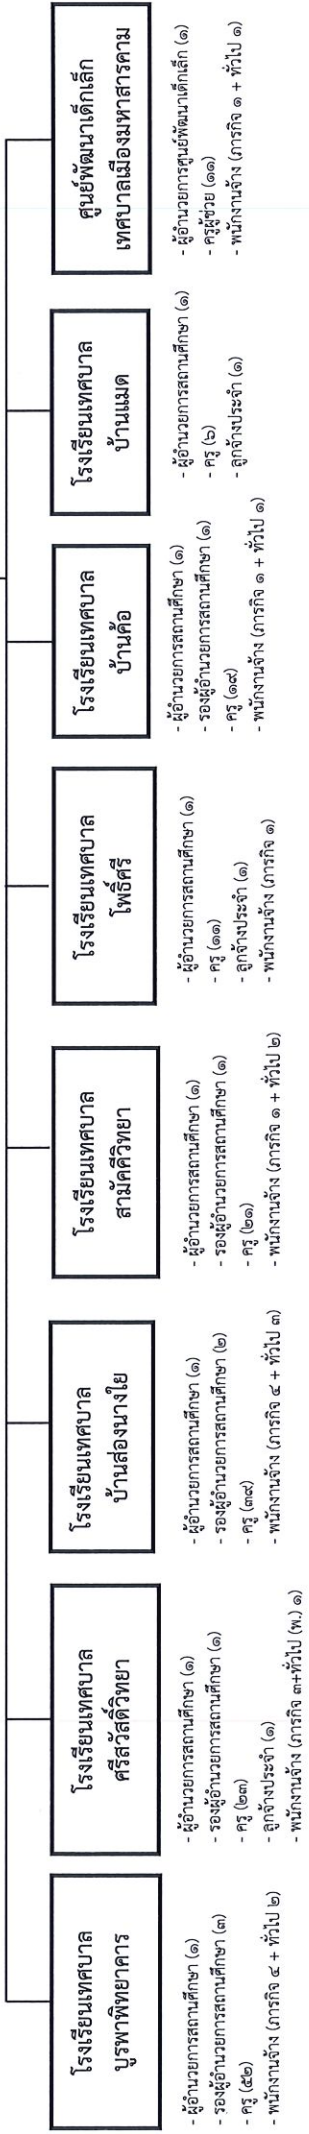 โรงเรียนเทศบาล
บูรพาพิทยาคาร
- ผู้อำนวยการสถานศึกษา (๑)
- รองผู้อำนวยการสถานศึกษา (๓)
- ครู (๕๒)
- พนักงานจ้าง (ภารกิจ ๔ + ทั่วไป ๒)
โรงเรียนเทศบาล
ศรีสวัสดิ์วิทยา
- ผู้อำนวยการสถานศึกษา (๑)
- รองผู้อำนวยการสถานศึกษา (๑)
- ครู (๒๓)
- ลูกจ้างประจำ (๑)
- พนักงานจ้าง (ภารกิจ ๓+ทั่วไป (พ.) ๑)
โรงเรียนเทศบาล
บ้านส่องนางใย
- ผู้อำนวยการสถานศึกษา (๑)
- รองผู้อำนวยการสถานศึกษา (๒)
- ครู (๓๙)
- พนักงานจ้าง (ภารกิจ ๔ + ทั่วไป ๓)
โรงเรียนเทศบาล
สามัคคีวิทยา
- ผู้อำนวยการสถานศึกษา (๑)
- รองผู้อำนวยการสถานศึกษา (๑)
- ครู (๒๑)
- พนักงานจ้าง (ภารกิจ ๑ + ทั่วไป ๒)
โรงเรียนเทศบาล
โพธิ์ศรี
- ผู้อำนวยการสถานศึกษา (๑)
- ครู (๑๑)
- ลูกจ้างประจำ (๑)
- พนักงานจ้าง (ภารกิจ ๑)
โรงเรียนเทศบาล
บ้านค้อ
- ผู้อำนวยการสถานศึกษา (๑)
- รองผู้อำนวยการสถานศึกษา (๑)
- ครู (๑๙)
- พนักงานจ้าง (ภารกิจ ๑ + ทั่วไป ๑)
โรงเรียนเทศบาล
บ้านแมด
- ผู้อำนวยการสถานศึกษา (๑)
- ครู (๖)
- ลูกจ้างประจำ (๑)
ศูนย์พัฒนาเด็กเล็ก
เทศบาลเมืองมหาสารคาม
- ผู้อำนวยการศูนย์พัฒนาเด็กเล็ก (๑)
- ครูผู้ช่วย (๑๑)
- พนักงานจ้าง (ภารกิจ ๑ + ทั่วไป ๑)